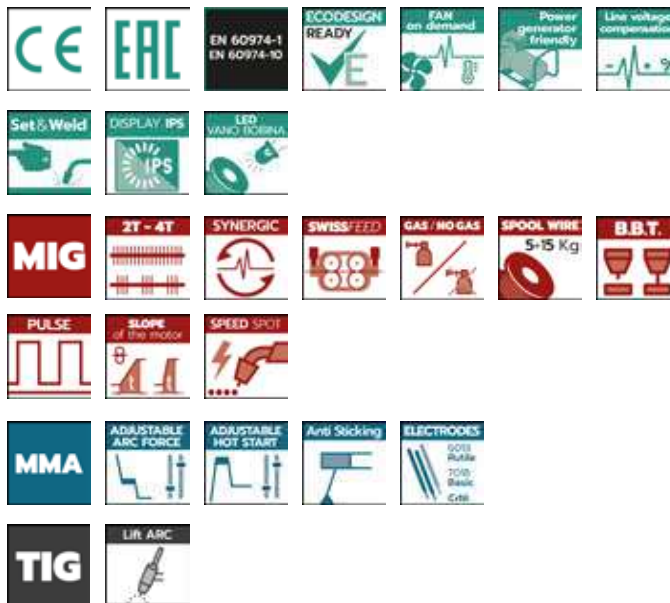 CE
EAC
EN 60974-1
EN 60974-10
ECODESIGN
READY
E
FAN
on demand
Power
generator
friendly
Line voltage
compensation
- + %
Set&Weld
DISPLAY IPS
IPS
LED
VANO BOBINA
MIG
2T - 4T
SYNERGIC
SWISSFEED
GAS / NO GAS
SPOOL WIRE
5÷15 Kg
B.B.T.
PULSE
SLOPE
of the motor
t t
SPEED SPOT
MMA
ADJUSTABLE
ARC FORCE
ADJUSTABLE
HOT START
Anti Sticking
ELECTRODES
6013
Rutile
7018
Basic
CrNi
TIG
Lift ARC